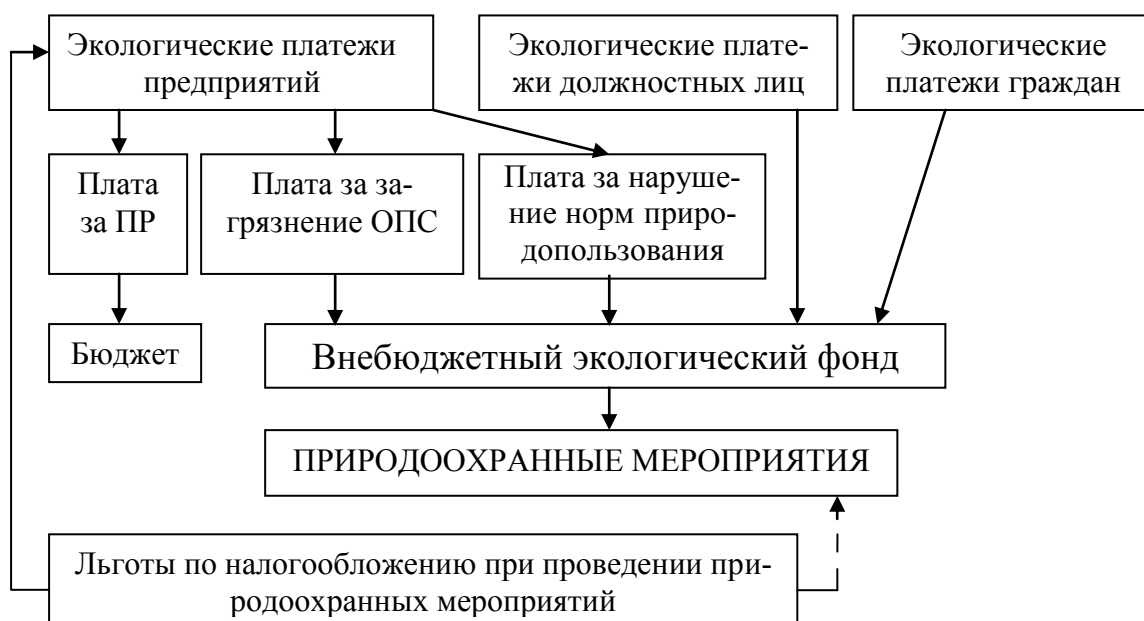 Экологические платежи
предприятий
Экологические плате-
жи должностных лиц
Экологические
платежи граждан
Плата
за ПР
Плата за за-
грязнение ОПС
Плата за наруше-
ение норм приро-
допользования
Бюджет
Внебюджетный экологический фонд
ПРИРОДООХРАННЫЕ МЕРОПРИЯТИЯ
Льготы по налогообложению при проведении при-
родоохранных мероприятий